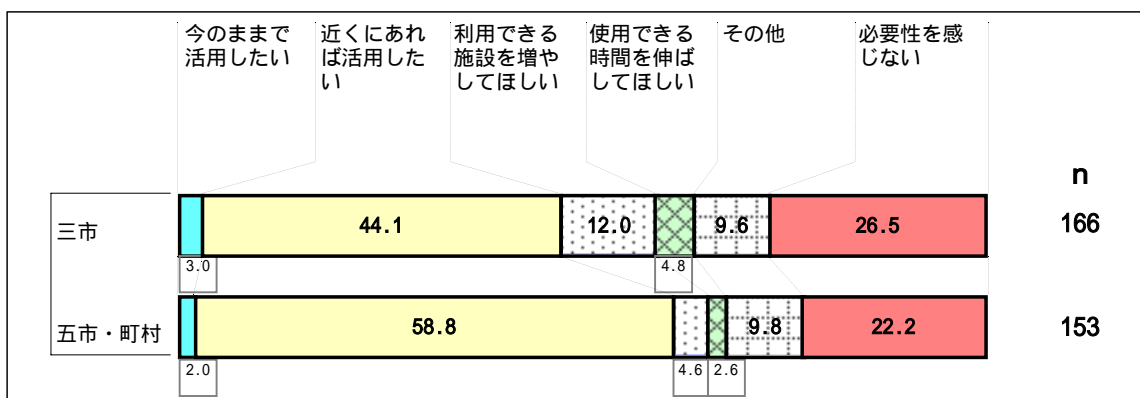 今のままで
活用したい
近くにあれ
ば活用した
い
利用できる
施設を増や
してほしい
使用できる
時間を伸ば
してほしい
その他
必要性を感
じない
n
三市
44.1
12.0
9.6
26.5
166
3.0
4.8
五市・町村
58.8
9.8
22.2
153
2.0
4.6
2.6